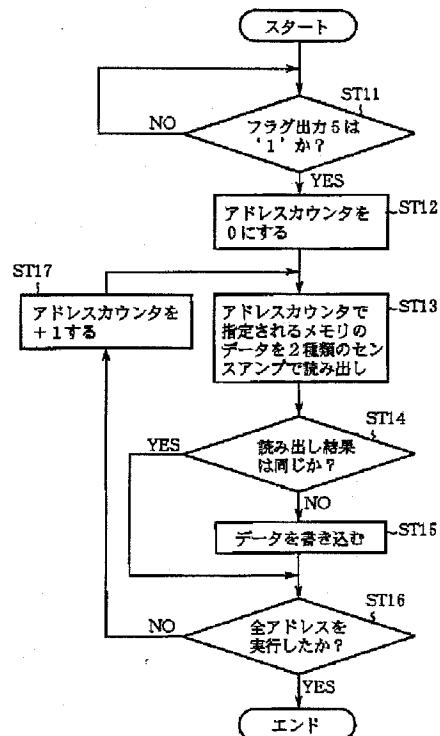 スタート
ST11
NO
フラグ出力5は
'1'か?
YES
アドレスカウンタを
0にする
ST12
ST17
アドレスカウンタを
+1する
ST13
アドレスカウンタで
指定されるメモリの
データを2種類のセン
スアンプで読み出し
ST14
YES
読み出し結果
は同じか?
NO
データを書き込む
ST15
ST16
NO
全アドレスを
実行したか?
YES
エンド